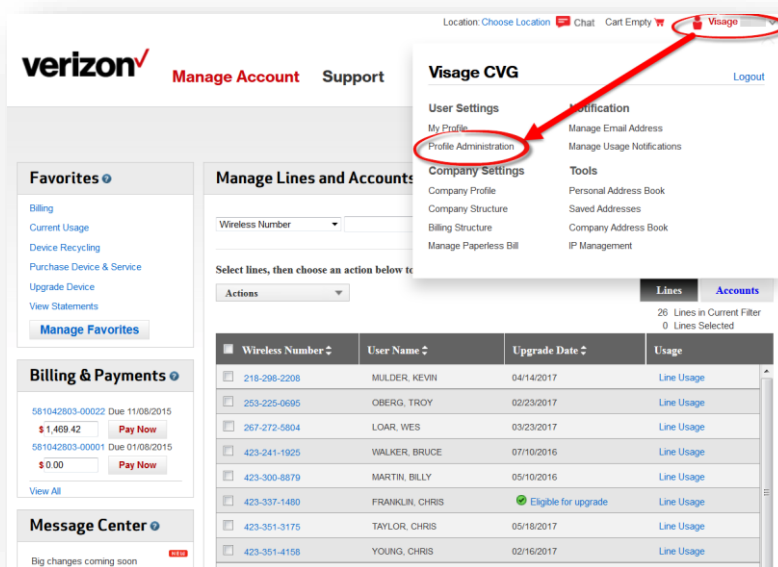 Location: Choose Location Chat Cart Empty Visage
verizon
Manage Account Support
Visage CVG
Logout
User Settings
My Profile
Profile Administration
Notification
Manage Email Address
Manage Usage Notifications
Company Settings
Company Profile
Company Structure
Billing Structure
Manage Paperless Bill
Tools
Personal Address Book
Saved Addresses
Company Address Book
IP Management
Favorites
Billing
Current Usage
Device Recycling
Purchase Device & Service
Upgrade Device
View Statements
Manage Favorites
Billing & Payments
581042803-00022 Due 11/08/2015
$ 1,469.42 Pay Now
581042803-00001 Due 01/08/2015
$ 0.00 Pay Now
View All
Message Center
NEW
Big changes coming soon
Manage Lines and Accounts
Wireless Number
Select lines, then choose an action below to
Actions
Lines Accounts
26 Lines in Current Filter
0 Lines Selected
Wireless Number User Name Upgrade Date Usage
218-298-2208 MULDER, KEVIN 04/14/2017 Line Usage
253-225-0695 OBERG, TROY 02/23/2017 Line Usage
267-272-5804 LOAR, WES 03/23/2017 Line Usage
423-241-1925 WALKER, BRUCE 07/10/2016 Line Usage
423-300-8879 MARTIN, BILLY 05/10/2016 Line Usage
423-337-1480 FRANKLIN, CHRIS Eligible for upgrade Line Usage
423-351-3175 TAYLOR, CHRIS 05/18/2017 Line Usage
423-351-4158 YOUNG, CHRIS 02/16/2017 Line Usage